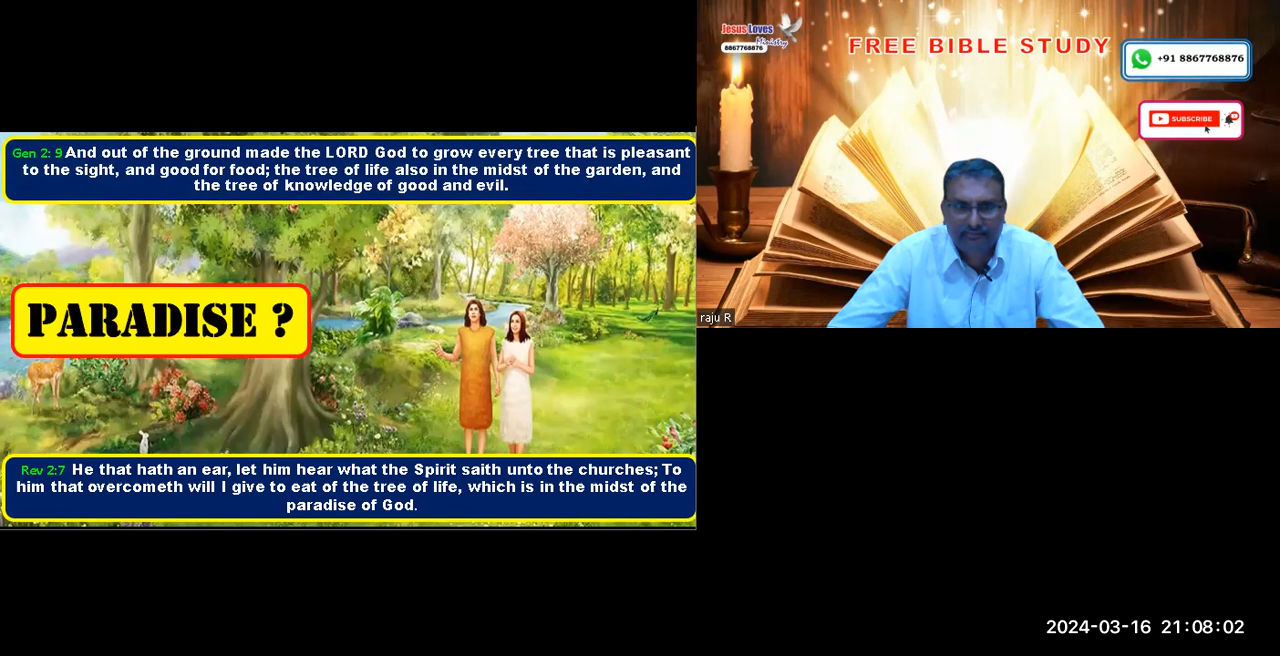 Gen 2: 9 And out of the ground made the LORD God to grow every tree that is pleasant
to the sight, and good for food; the tree of life also in the midst of the garden, and
the tree of knowledge of good and evil.
PARADISE ?
Rev 2:7 He that hath an ear, let him hear what the Spirit saith unto the churches; To
him that overcometh will I give to eat of the tree of life, which is in the midst of the
paradise of God.
Jesus Loves
Ministry
8867768876
FREE BIBLE STUDY
+91 8867768876
SUBSCRIBE
raju R
2024-03-16 21:08:02